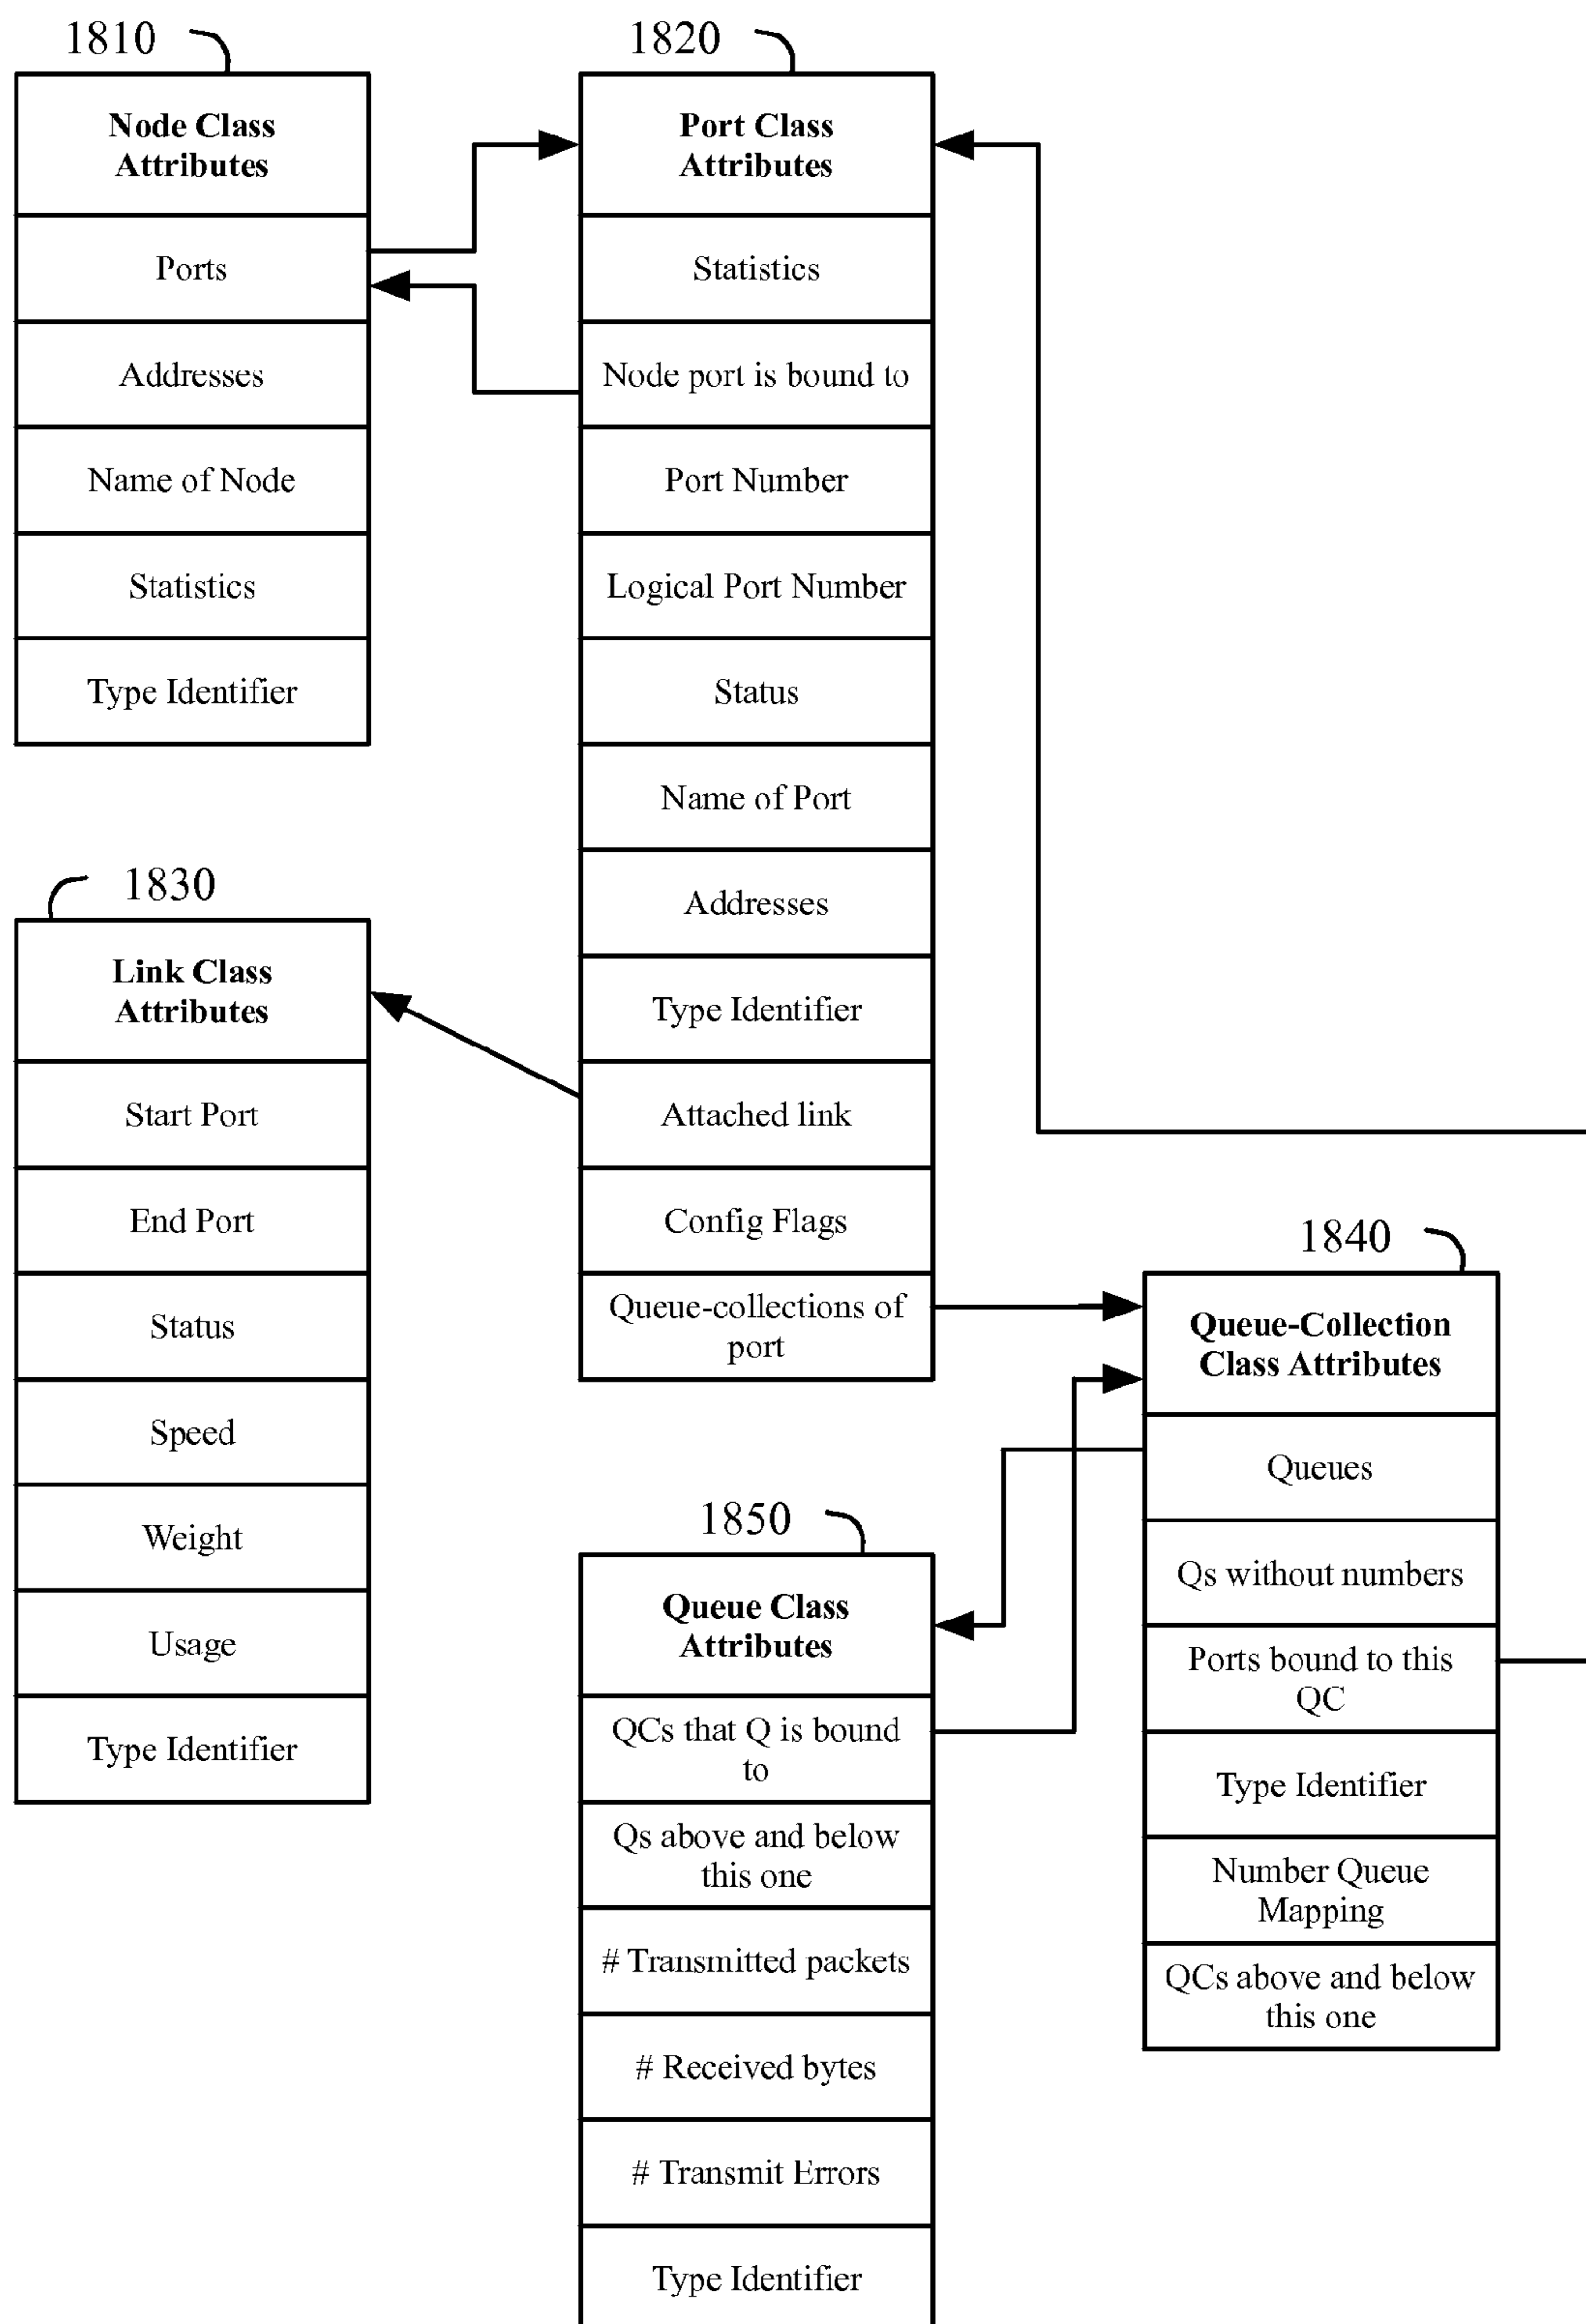 1810
Node Class
Attributes
Ports
Addresses
Name of Node
Statistics
Type Identifier
1820
Port Class
Attributes
Statistics
Node port is bound to
Port Number
Logical Port Number
Status
Name of Port
Addresses
Type Identifier
Attached link
Config Flags
Queue-collections of
port
1830
Link Class
Attributes
Start Port
End Port
Status
Speed
Weight
Usage
Type Identifier
1840
Queue-Collection
Class Attributes
Queues
Qs without numbers
Ports bound to this
QC
Type Identifier
Number Queue
Mapping
QCs above and below
this one
1850
Queue Class
Attributes
QCs that Q is bound
to
Qs above and below
this one
# Transmitted packets
# Received bytes
# Transmit Errors
Type Identifier